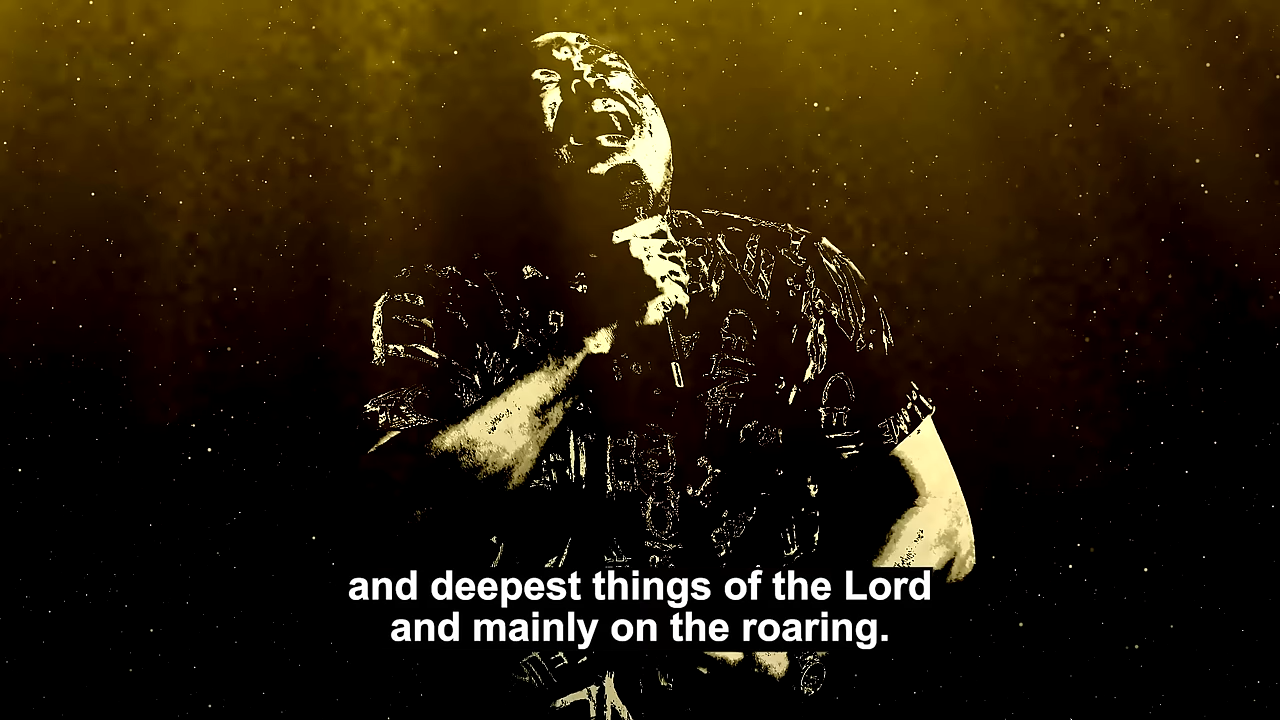 and deepest things of the Lord
and mainly on the roaring.